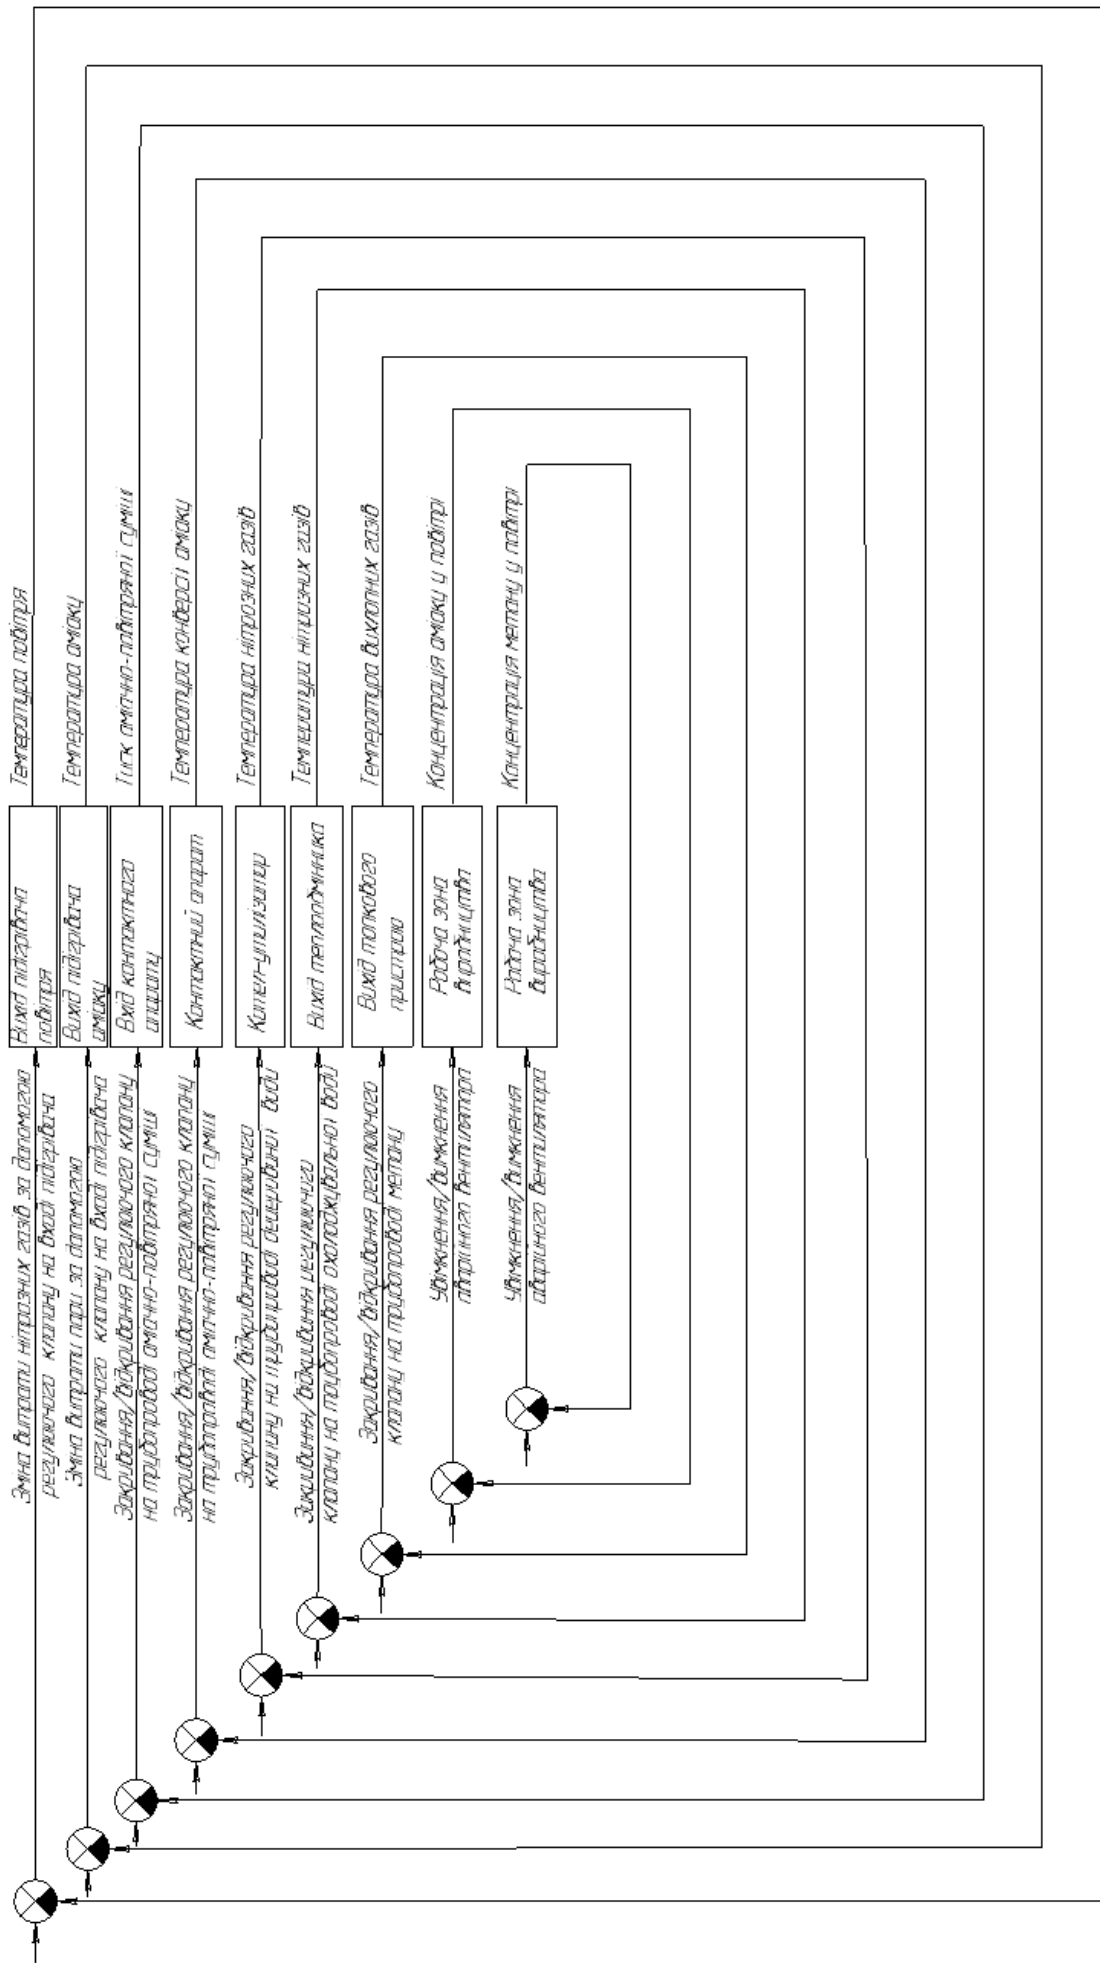 Зміна витрати нітрозних газів за допомогою
регулюючого клапану на вході підігрівача
Вихід підігрівача
повітря
Температура повітря
Зміна витрати пари за допомогою
регулюючого клапану на вході підігрівача
Вихід підігрівача
аміаку
Температура аміаку
Закривання/відкривання регулюючого клапану
на трубопроводі аміачно-повітряної суміші
Вхід контактного
апарату
Тиск аміачно-повітряної суміші
Закривання/відкривання регулюючого клапану
на трубопроводі аміачно-повітряної суміші
Контактний апарат
Температура конверсії аміаку
Закривання/відкривання регулюючого
клапану на трубопроводі деаерованої води
Котел-утилізатор
Температура нітрозних газів
Закривання/відкривання регулюючого
клапану на трубопроводі охолоджувальної води
Вихід теплообмінника
Температура нітрозних газів
Закривання/відкривання регулюючого
клапану на трубопроводі метану
Вихід топкового
пристрою
Температура вихлопних газів
Увімкнення/вимкнення
аварійного вентилятора
Робоча зона
виробництва
Концентрація аміаку у повітрі
Увімкнення/вимкнення
аварійного вентилятора
Робоча зона
виробництва
Концентрація метану у повітрі